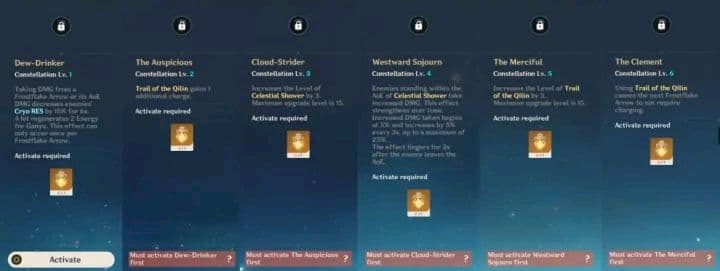 Dew-Drinker
Constellation Lv. 1
Taking DMG from a
Frostflake Arrow or its AoE
DMG decreases enemies'
Cryo RES by 15% for 6s.
A hit regenerates 2 Energy
for Ganyu. This effect can
only occur once per
Frostflake Arrow.
Activate required
Activate
The Auspicious
Constellation Lv. 2
Trail of the Qilin gains 1
additional charge.
Activate required
Must activate Dew-Drinker
first
?
Cloud-Strider
Constellation Lv. 3
Increases the Level of
Celestial Shower by 3.
Maximum upgrade level is 15.
Activate required
Must activate The Auspicious
first
?
Westward Sojourn
Constellation Lv. 4
Enemies standing within the
AoE of Celestial Shower take
increased DMG. This effect
strengthens over time.
Increased DMG taken begins
at 5% and increases by 5%
every 3s, up to a maximum of
25%.
The effect lingers for 3s
after the enemy leaves the
AoE.
Activate required
Must activate Cloud-Strider
first
?
The Merciful
Constellation Lv. 5
Increases the Level of Trail
of the Qilin by 3.
Maximum upgrade level is 15.
Activate required
Must activate Westward
Sojourn first
?
The Clement
Constellation Lv. 6
Using Trail of the Qilin
causes the next Frostflake
Arrow to not require
charging.
Activate required
Must activate The Merciful
first
?